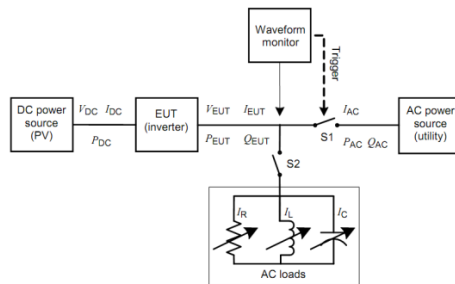 Waveform
monitor
Trigger
DC power
source
(PV)
V_DC I_DC
P_DC
EUT
(inverter)
V_EUT I_EUT
P_EUT Q_EUT
S1
I_AC
P_AC Q_AC
AC power
source
(utility)
S2
I_R I_L I_C
AC loads